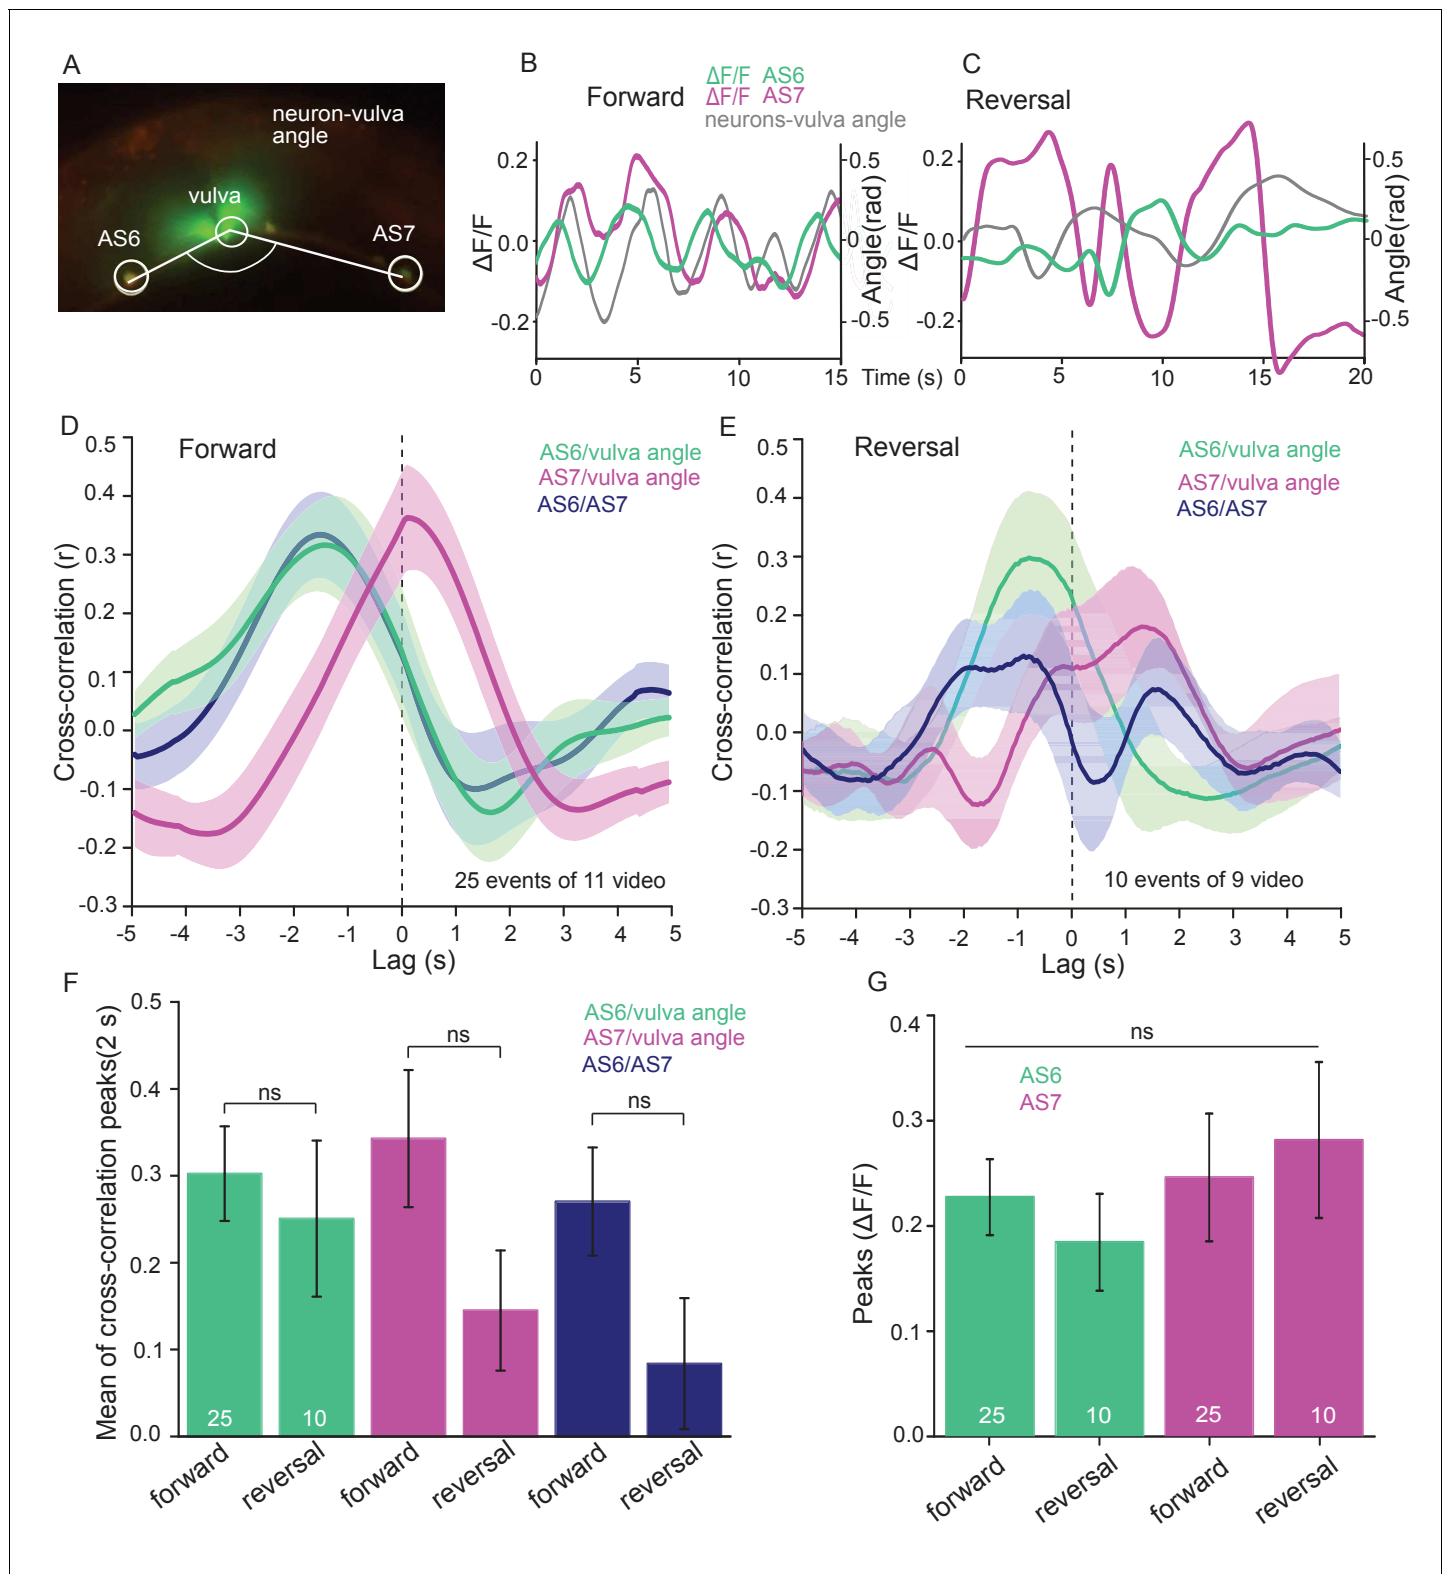 A
neuron-vulva
angle
vulva
AS6
AS7
B
Forward
ΔF/F AS6
ΔF/F AS7
neurons-vulva angle
ΔF/F
0.2
0.0
-0.2
0.5
0
-0.5
Angle(rad)
0 5 10 15
Time (s)
C
Reversal
ΔF/F
0.2
0.0
-0.2
0.5
0
-0.5
Angle(rad)
0 5 10 15 20
D
Forward
AS6/vulva angle
AS7/vulva angle
AS6/AS7
Cross-correlation (r)
0.5
0.4
0.3
0.2
0.1
0.0
-0.1
-0.2
-0.3
25 events of 11 video
-5 -4 -3 -2 -1 0 1 2 3 4 5
Lag (s)
E
Reversal
AS6/vulva angle
AS7/vulva angle
AS6/AS7
Cross-correlation (r)
0.5
0.4
0.3
0.2
0.1
0.0
-0.1
-0.2
-0.3
10 events of 9 video
-5 -4 -3 -2 -1 0 1 2 3 4 5
Lag (s)
F
AS6/vulva angle
AS7/vulva angle
AS6/AS7
Mean of cross-correlation peaks(2 s)
0.5
0.4
0.3
0.2
0.1
0.0
ns
ns
ns
25 10
forward reversal forward reversal forward reversal
G
ns
AS6
AS7
Peaks (ΔF/F)
0.4
0.3
0.2
0.1
0.0
25 10 25 10
forward reversal forward reversal